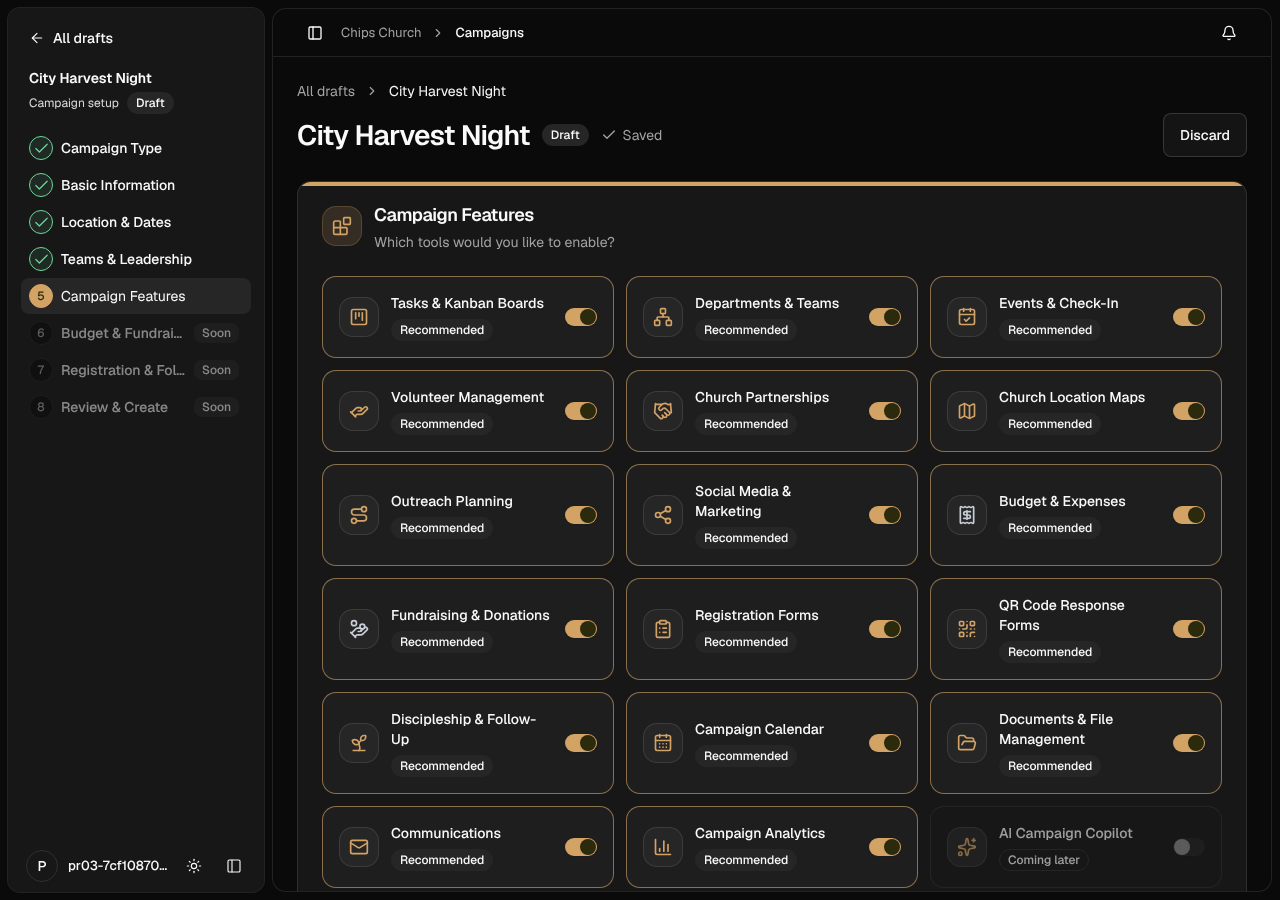 All drafts
City Harvest Night
Campaign setup Draft
Campaign Type
Basic Information
Location & Dates
Teams & Leadership
5 Campaign Features
6 Budget & Fundrai... Soon
7 Registration & Fol... Soon
8 Review & Create Soon
P pr03-7cf10870...
Chips Church > Campaigns
All drafts > City Harvest Night
City Harvest Night Draft Saved
Discard
Campaign Features
Which tools would you like to enable?
Tasks & Kanban Boards
Recommended
Departments & Teams
Recommended
Events & Check-In
Recommended
Volunteer Management
Recommended
Church Partnerships
Recommended
Church Location Maps
Recommended
Outreach Planning
Recommended
Social Media &
Marketing
Recommended
Budget & Expenses
Recommended
Fundraising & Donations
Recommended
Registration Forms
Recommended
QR Code Response
Forms
Recommended
Discipleship & Follow-
Up
Recommended
Campaign Calendar
Recommended
Documents & File
Management
Recommended
Communications
Recommended
Campaign Analytics
Recommended
AI Campaign Copilot
Coming later